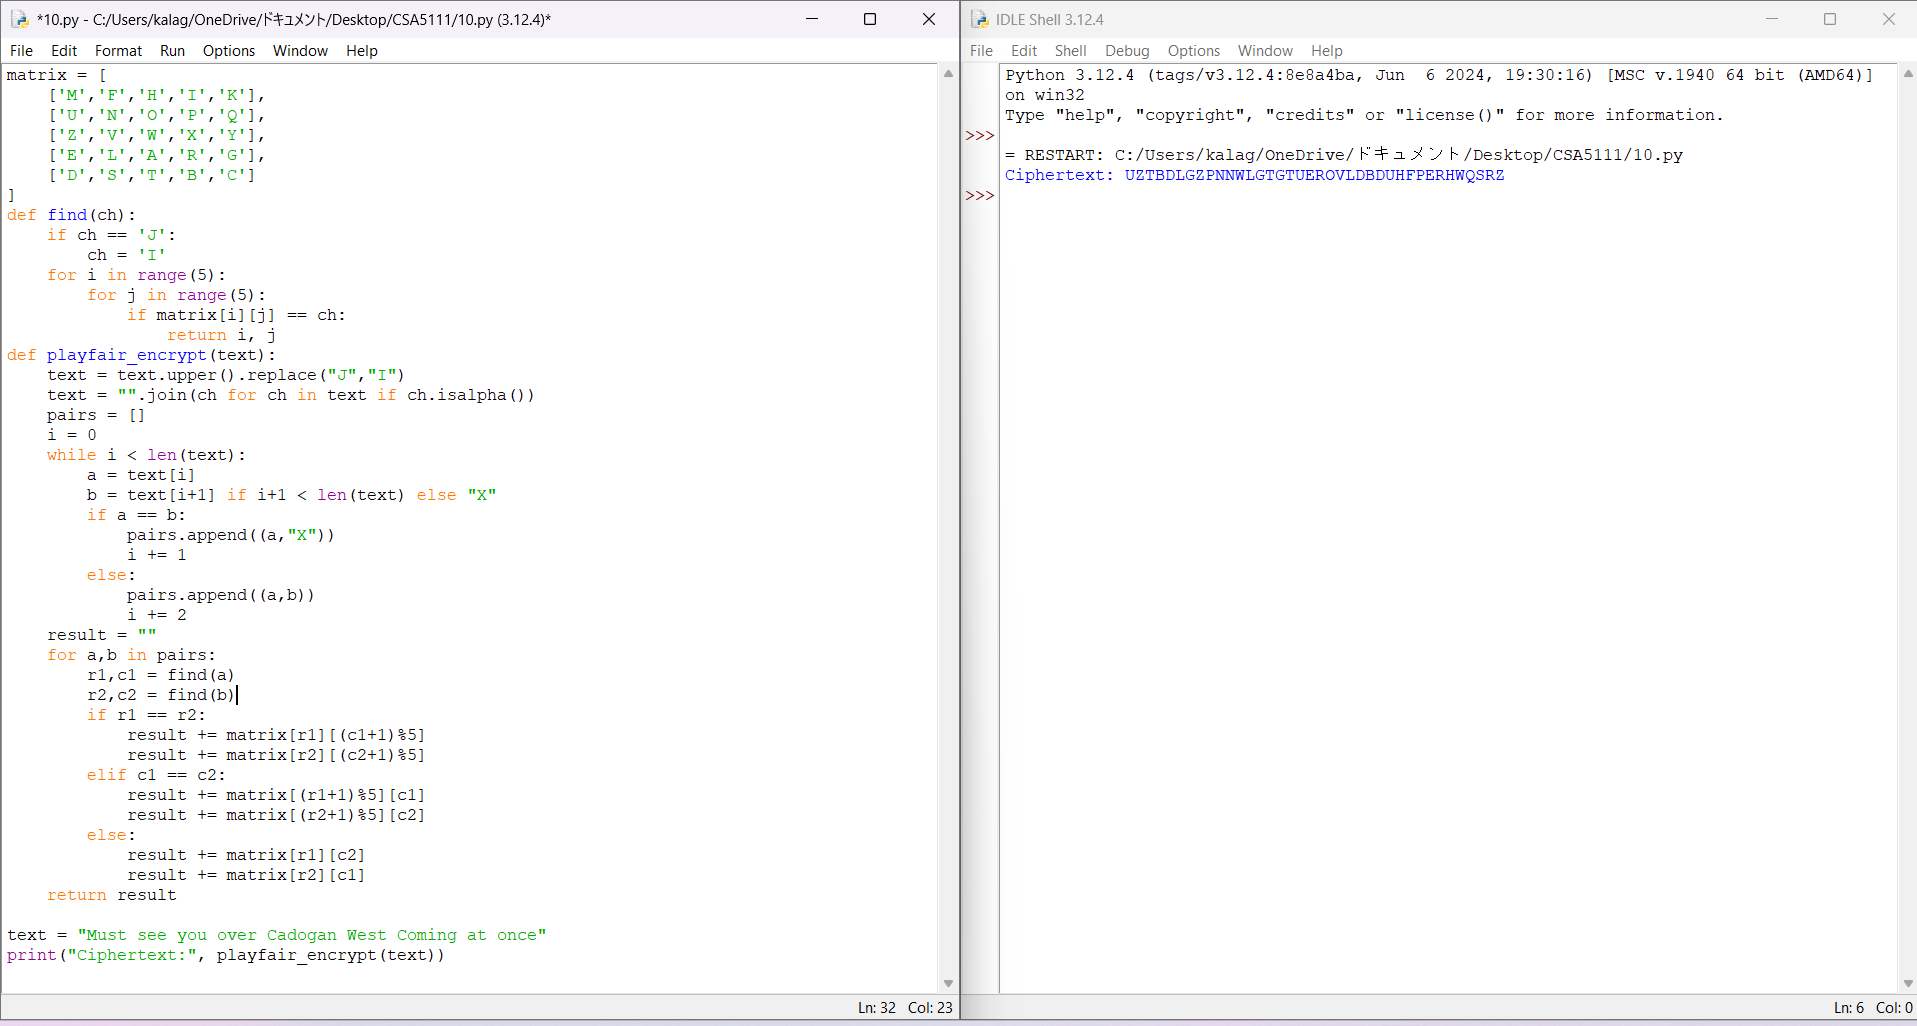 *10.py - C:/Users/kalag/OneDrive/ドキュメント/Desktop/CSA5111/10.py (3.12.4)*
File Edit Format Run Options Window Help
matrix = [
    ['M','F','H','I','K'],
    ['U','N','O','P','Q'],
    ['Z','V','W','X','Y'],
    ['E','L','A','R','G'],
    ['D','S','T','B','C']
]
def find(ch):
    if ch == 'J':
        ch = 'I'
    for i in range(5):
        for j in range(5):
            if matrix[i][j] == ch:
                return i, j
def playfair_encrypt(text):
    text = text.upper().replace("J","I")
    text = "".join(ch for ch in text if ch.isalpha())
    pairs = []
    i = 0
    while i < len(text):
        a = text[i]
        b = text[i+1] if i+1 < len(text) else "X"
        if a == b:
            pairs.append((a,"X"))
            i += 1
        else:
            pairs.append((a,b))
            i += 2
    result = ""
    for a,b in pairs:
        r1,c1 = find(a)
        r2,c2 = find(b)
        if r1 == r2:
            result += matrix[r1][(c1+1)%5]
            result += matrix[r2][(c2+1)%5]
        elif c1 == c2:
            result += matrix[(r1+1)%5][c1]
            result += matrix[(r2+1)%5][c2]
        else:
            result += matrix[r1][c2]
            result += matrix[r2][c1]
    return result
text = "Must see you over Cadogan West Coming at once"
print("Ciphertext:", playfair_encrypt(text))
Ln: 32 Col: 23
IDLE Shell 3.12.4
File Edit Shell Debug Options Window Help
Python 3.12.4 (tags/v3.12.4:8e8a4ba, Jun  6 2024, 19:30:16) [MSC v.1940 64 bit (AMD64)]
on win32
Type "help", "copyright", "credits" or "license()" for more information.
>>>
= RESTART: C:/Users/kalag/OneDrive/ドキュメント/Desktop/CSA5111/10.py
Ciphertext: UZTBDLGZPNNWLGTGTUEROVLDBDUHFPERHWQSRZ
>>>
Ln: 6 Col: 0